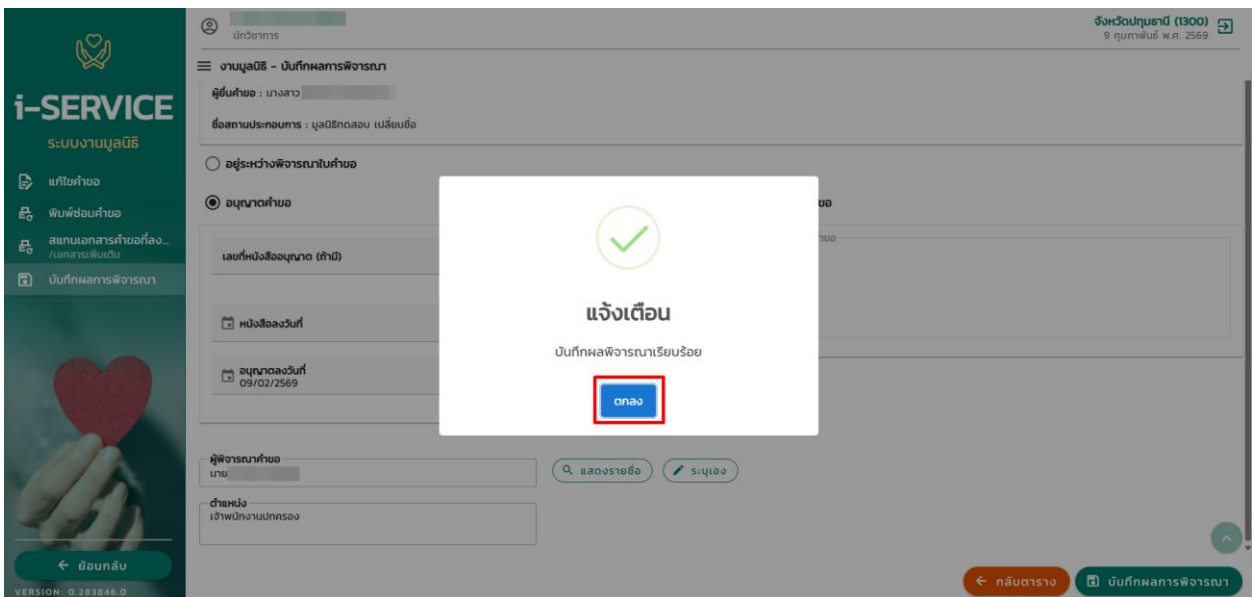 นักวิชาการ
จังหวัดปทุมธานี (1300)
9 กุมภาพันธ์ พ.ศ. 2569
i-SERVICE
ระบบงานมูลนิธิ
แก้ไขคำขอ
พิมพ์ซ่อมคำขอ
สแกนเอกสารคำขอที่ลง...
/เอกสารเพิ่มเติม
บันทึกผลการพิจารณา
ย้อนกลับ
VERSION: 0.283846.0
งานมูลนิธิ - บันทึกผลการพิจารณา
ผู้ยื่นคำขอ : นางสาว
ชื่อสถานประกอบการ : มูลนิธิทดสอบ เปลี่ยนชื่อ
อยู่ระหว่างพิจารณาใบคำขอ
อนุญาตคำขอ
เลขที่หนังสืออนุญาต (ถ้ามี)
หนังสือลงวันที่
อนุญาตลงวันที่
09/02/2569
แจ้งเตือน
บันทึกผลพิจารณาเรียบร้อย
ตกลง
ผู้พิจารณาคำขอ
นาย
แสดงรายชื่อ
ระบุเอง
ตำแหน่ง
เจ้าพนักงานปกครอง
กลับตาราง
บันทึกผลการพิจารณา